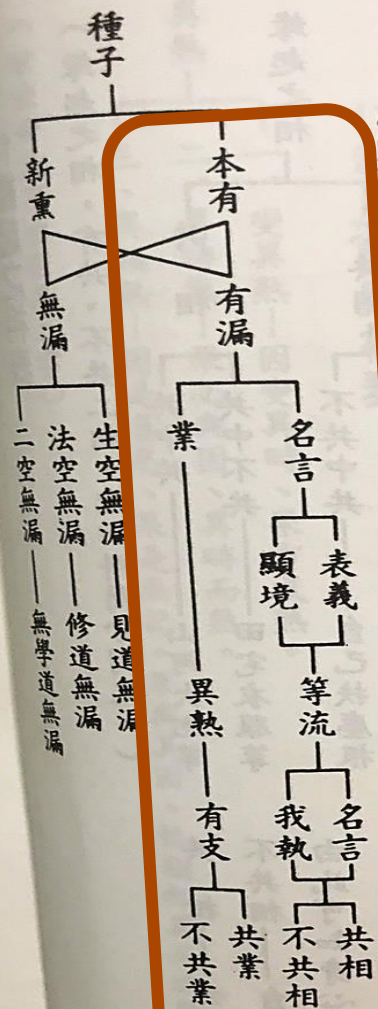 種子
本有
新熏
有漏
無漏
名言
業
表義
顯境
等流
異熟
名言
我執
有支
共相
不共相
共業
不共業
生空無漏
見道無漏
法空無漏
修道無漏
二空無漏
無學道無漏